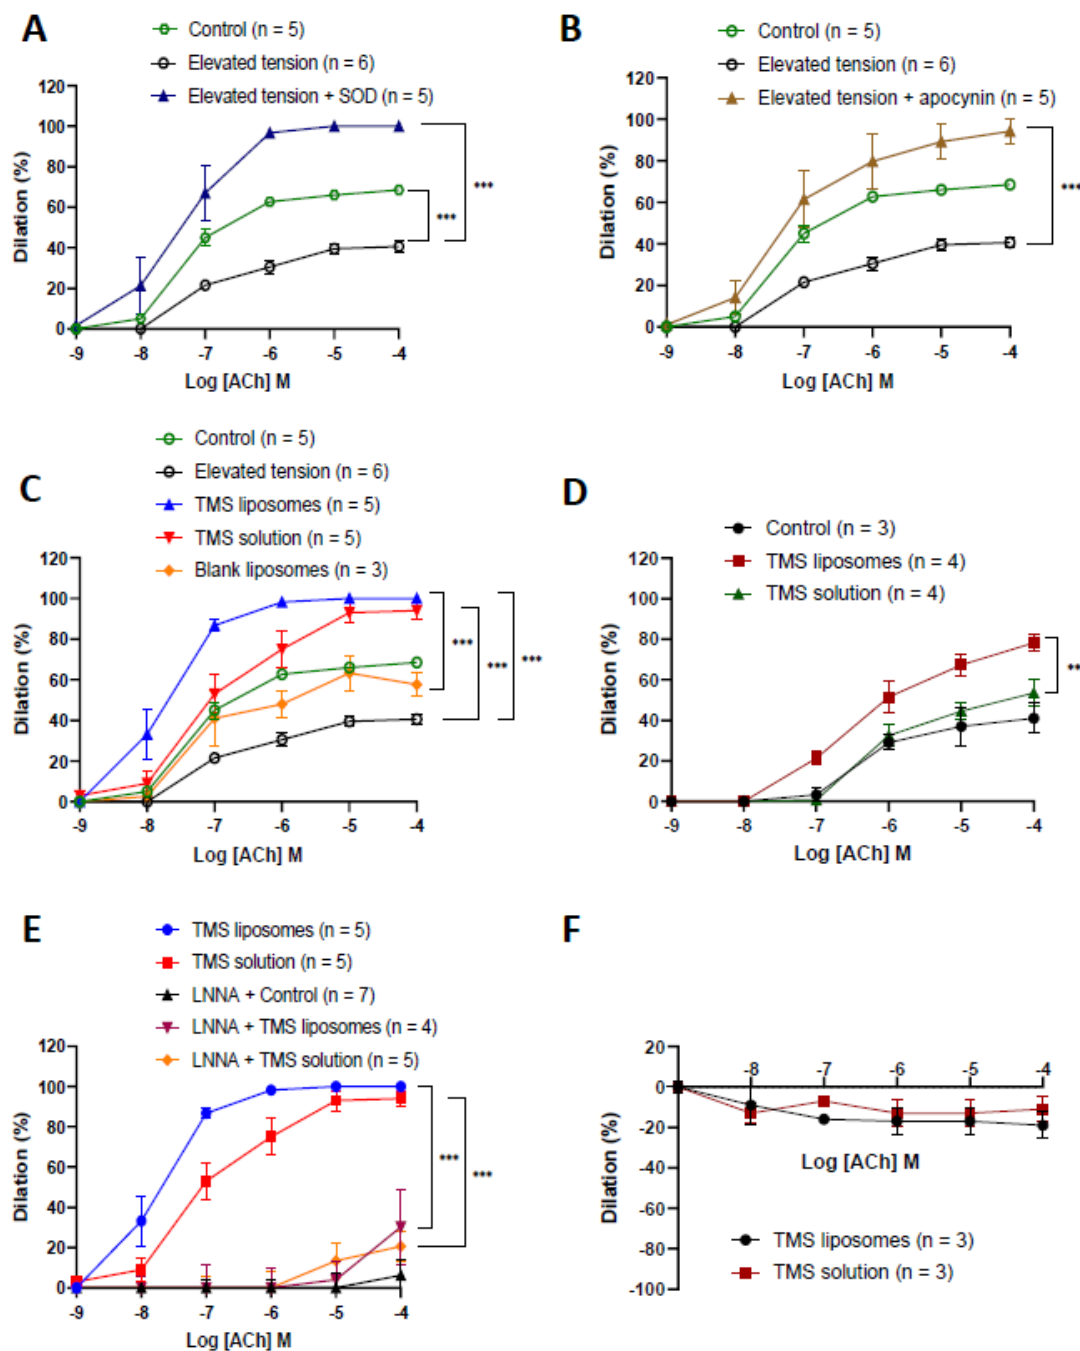 A
Control (n = 5)
Elevated tension (n = 6)
Elevated tension + SOD (n = 5)
120
100
80
60
40
20
0
Dilation (%)
-9 -8 -7 -6 -5 -4
Log [ACh] M
***
***
B
Control (n = 5)
Elevated tension (n = 6)
Elevated tension + apocynin (n = 5)
120
100
80
60
40
20
0
Dilation (%)
-9 -8 -7 -6 -5 -4
Log [ACh] M
***
C
Control (n = 5)
Elevated tension (n = 6)
TMS liposomes (n = 5)
TMS solution (n = 5)
Blank liposomes (n = 3)
120
100
80
60
40
20
0
Dilation (%)
-9 -8 -7 -6 -5 -4
Log [ACh] M
***
***
***
D
Control (n = 3)
TMS liposomes (n = 4)
TMS solution (n = 4)
120
100
80
60
40
20
0
Dilation (%)
-9 -8 -7 -6 -5 -4
Log [ACh] M
**
E
TMS liposomes (n = 5)
TMS solution (n = 5)
LNNA + Control (n = 7)
LNNA + TMS liposomes (n = 4)
LNNA + TMS solution (n = 5)
120
100
80
60
40
20
0
Dilation (%)
-9 -8 -7 -6 -5 -4
Log [ACh] M
***
***
F
20
0
-20
-40
-60
-80
-100
Dilation (%)
-8 -7 -6 -5 -4
Log [ACh] M
TMS liposomes (n = 3)
TMS solution (n = 3)